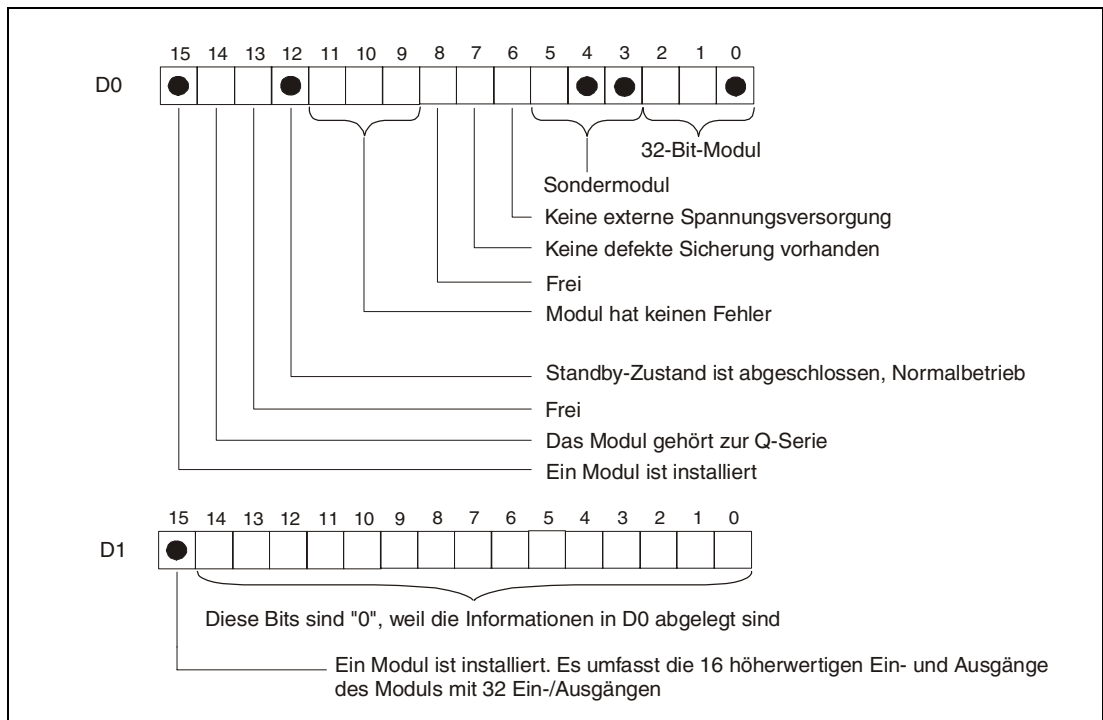 15 14 13 12 11 10 9 8 7 6 5 4 3 2 1 0
D0
32-Bit-Modul
Sondermodul
Keine externe Spannungsversorgung
Keine defekte Sicherung vorhanden
Frei
Modul hat keinen Fehler
Standby-Zustand ist abgeschlossen, Normalbetrieb
Frei
Das Modul gehört zur Q-Serie
Ein Modul ist installiert
15 14 13 12 11 10 9 8 7 6 5 4 3 2 1 0
D1
Diese Bits sind "0", weil die Informationen in D0 abgelegt sind
Ein Modul ist installiert. Es umfasst die 16 höherwertigen Ein- und Ausgänge
des Moduls mit 32 Ein-/Ausgängen